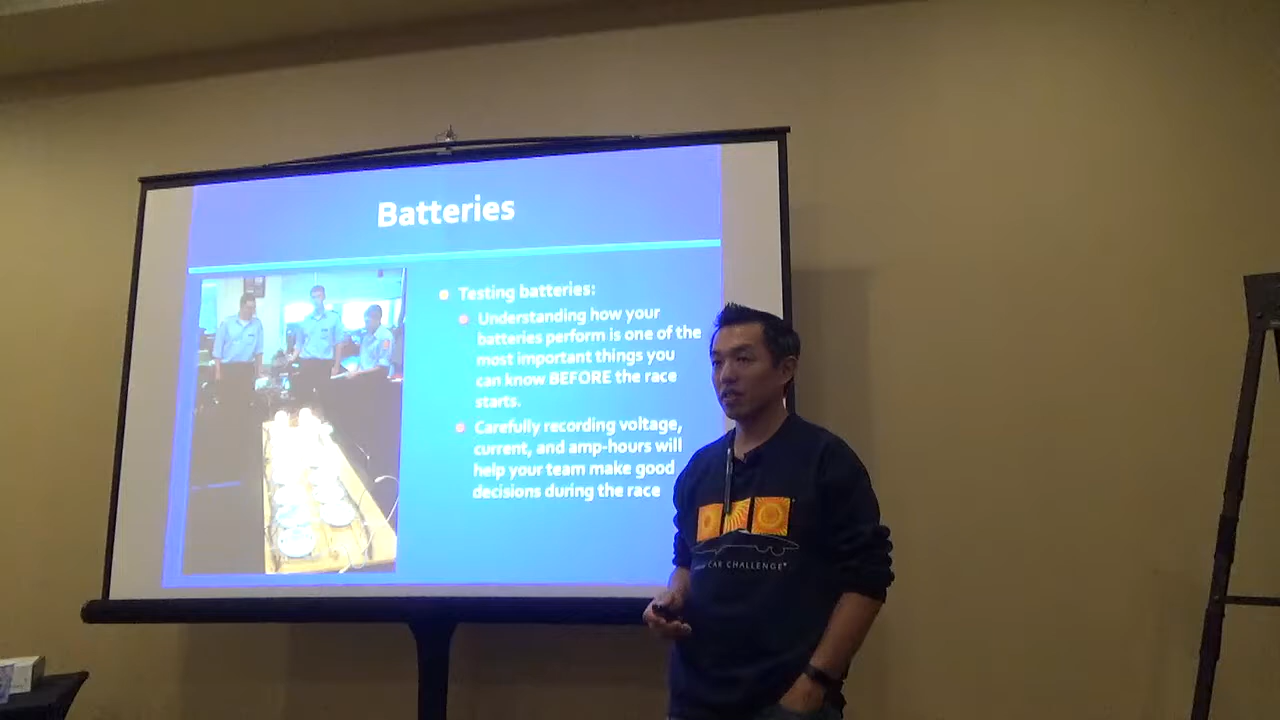 Batteries
Testing batteries:
Understanding how your
batteries perform is one of the
most important things you
can know BEFORE the race
starts.
Carefully recording voltage,
current, and amp-hours will
help your team make good
decisions during the race
CAR CHALLENGE